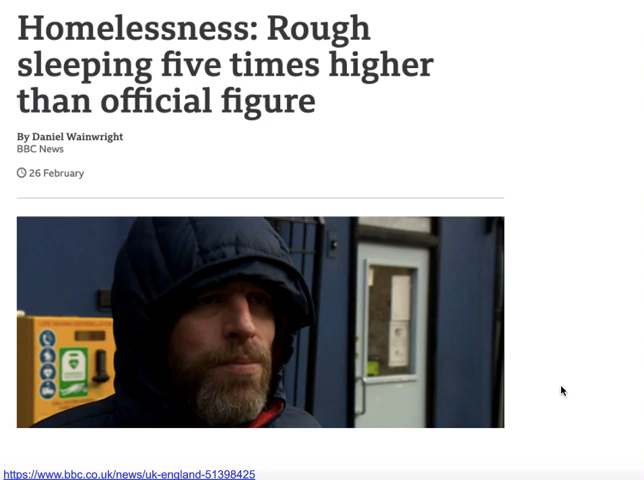 Homelessness: Rough
sleeping five times higher
than official figure
By Daniel Wainwright
BBC News
26 February
https://www.bbc.co.uk/news/uk-england-51398425